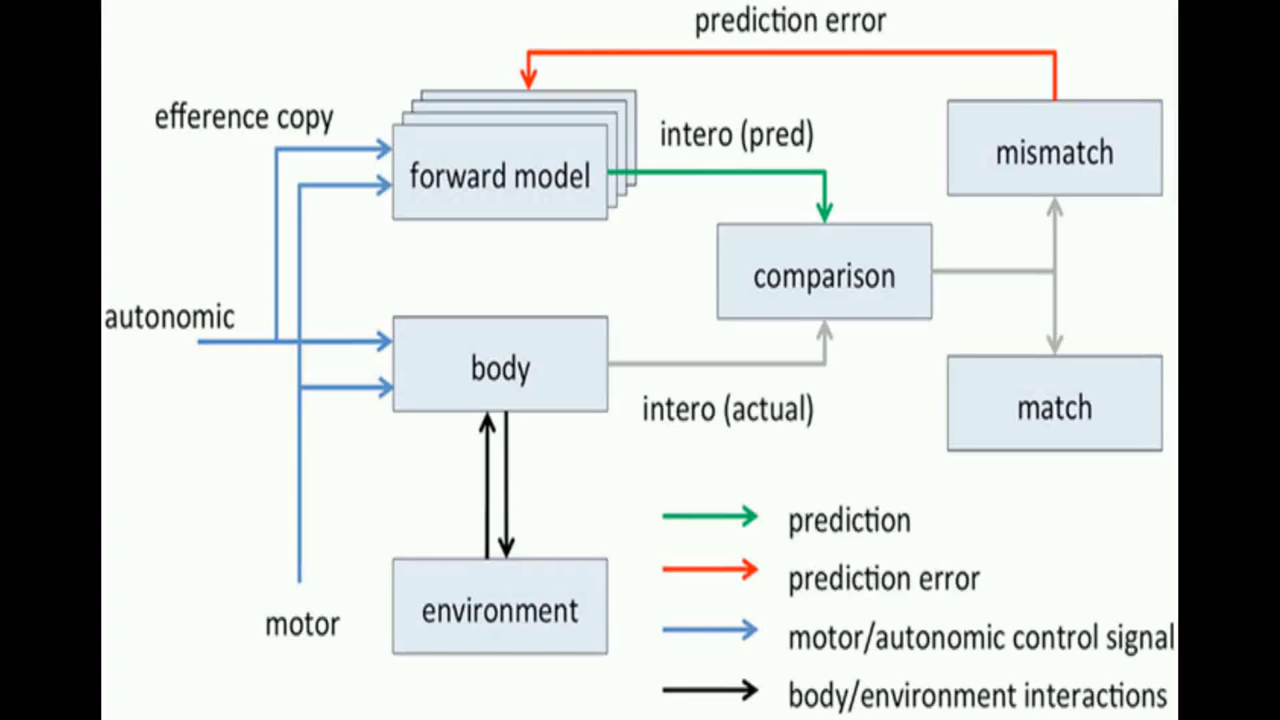 prediction error
efference copy
intero (pred)
mismatch
forward model
comparison
autonomic
body
intero (actual)
match
prediction
prediction error
environment
motor
motor/autonomic control signal
body/environment interactions